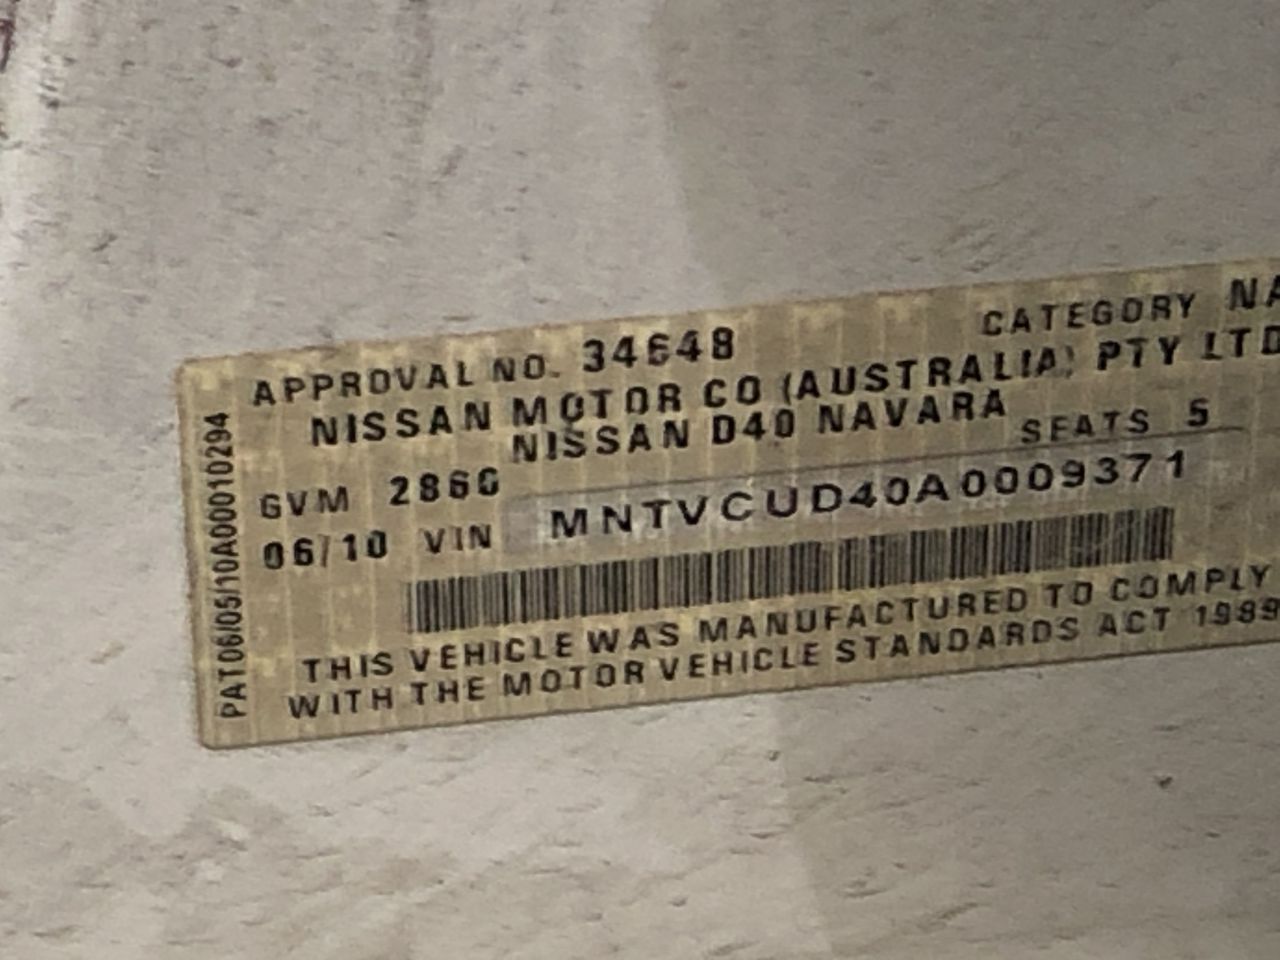 APPROVAL NO. 34648 CATEGORY NA
NISSAN MOTOR CO (AUSTRALIA) PTY LTD
NISSAN D40 NAVARA SEATS 5
GVM 2860
06/10 VIN MNTVCUD40A0009371
THIS VEHICLE WAS MANUFACTURED TO COMPLY
WITH THE MOTOR VEHICLE STANDARDS ACT 1989
PAT06/05/10A00010294